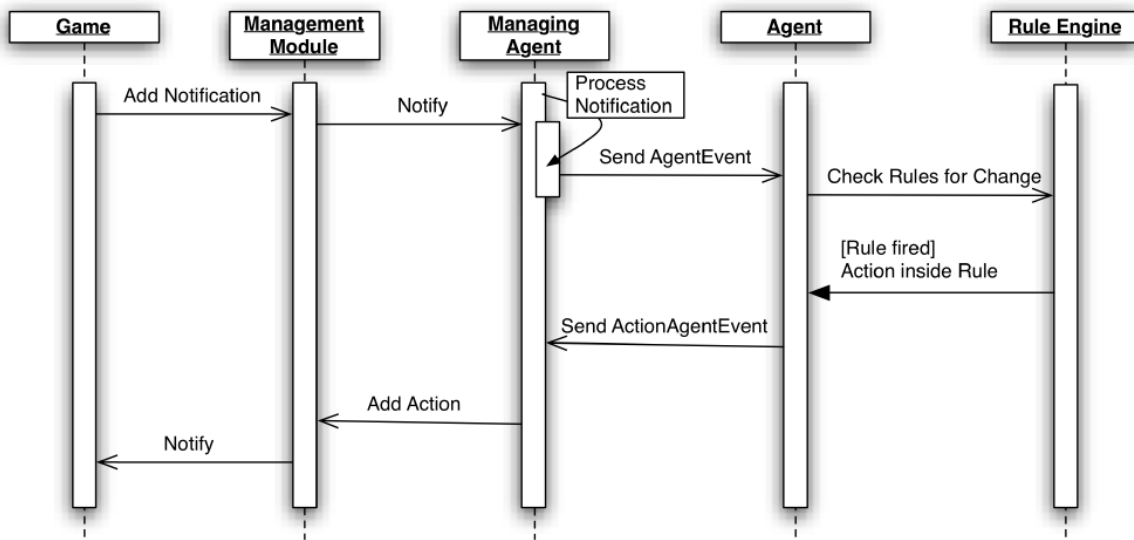 Game
Management
Module
Managing
Agent
Agent
Rule Engine
Process
Notification
Add Notification
Notify
Send AgentEvent
Check Rules for Change
[Rule fired]
Action inside Rule
Send ActionAgentEvent
Add Action
Notify